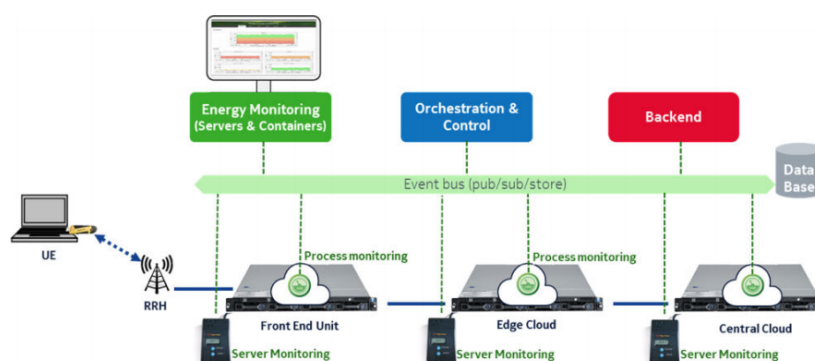 Energy Monitoring
(Servers & Containers)
Orchestration &
Control
Backend
Event bus (pub/sub/store)
Data
Base
Process monitoring
Process monitoring
UE
RRH
Front End Unit
Edge Cloud
Central Cloud
Server Monitoring
Server Monitoring
Server Monitoring